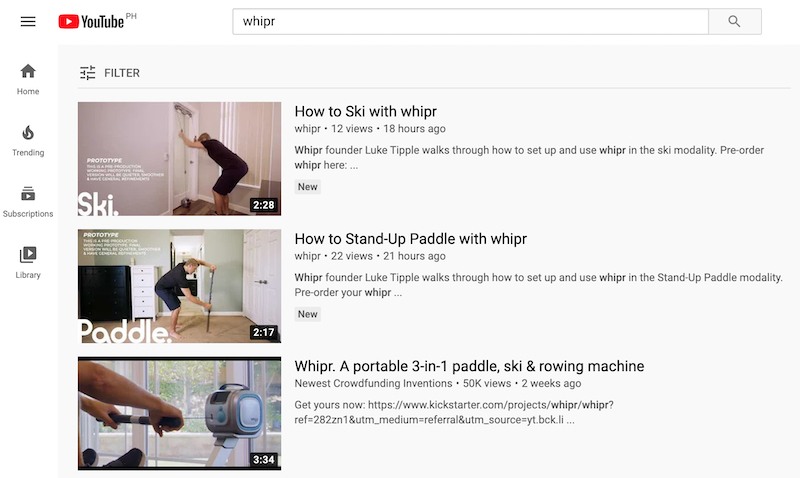 YouTube PH
whipr
Home
Trending
Subscriptions
Library
FILTER
PROTOTYPE
THIS IS A PRE-PRODUCTION
WORKING PROTOTYPE. FINAL
VERSION WILL BE QUIETER, SMOOTHER
& HAVE GENERAL REFINEMENTS
Ski.
2:28
How to Ski with whipr
whipr • 12 views • 18 hours ago
Whipr founder Luke Tipple walks through how to set up and use whipr in the ski modality. Pre-order
whipr here: ...
New
PROTOTYPE
THIS IS A PRE-PRODUCTION
WORKING PROTOTYPE. FINAL
VERSION WILL BE QUIETER, SMOOTHER
& HAVE GENERAL REFINEMENTS
Paddle.
2:17
How to Stand-Up Paddle with whipr
whipr • 22 views • 21 hours ago
Whipr founder Luke Tipple walks through how to set up and use whipr in the Stand-Up Paddle modality.
Pre-order your whipr ...
New
3:34
Whipr. A portable 3-in-1 paddle, ski & rowing machine
Newest Crowdfunding Inventions • 50K views • 2 weeks ago
Get yours now: https://www.kickstarter.com/projects/whipr/whipr?
ref=282zn1&utm_medium=referral&utm_source=yt.bck.li ...